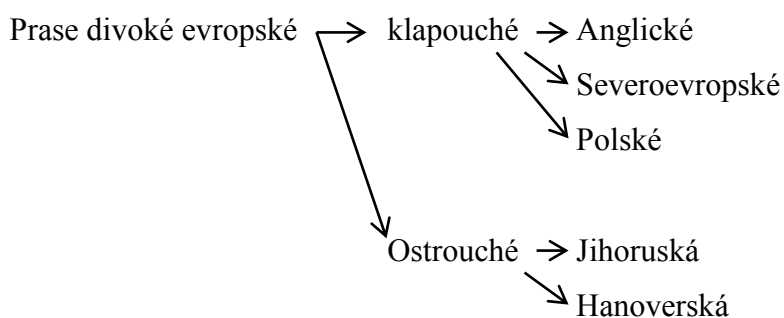 Prase divoké evropské klapouché Anglické
Severoevropské
Polské
Ostrouché Jihoruská
Hanoverská